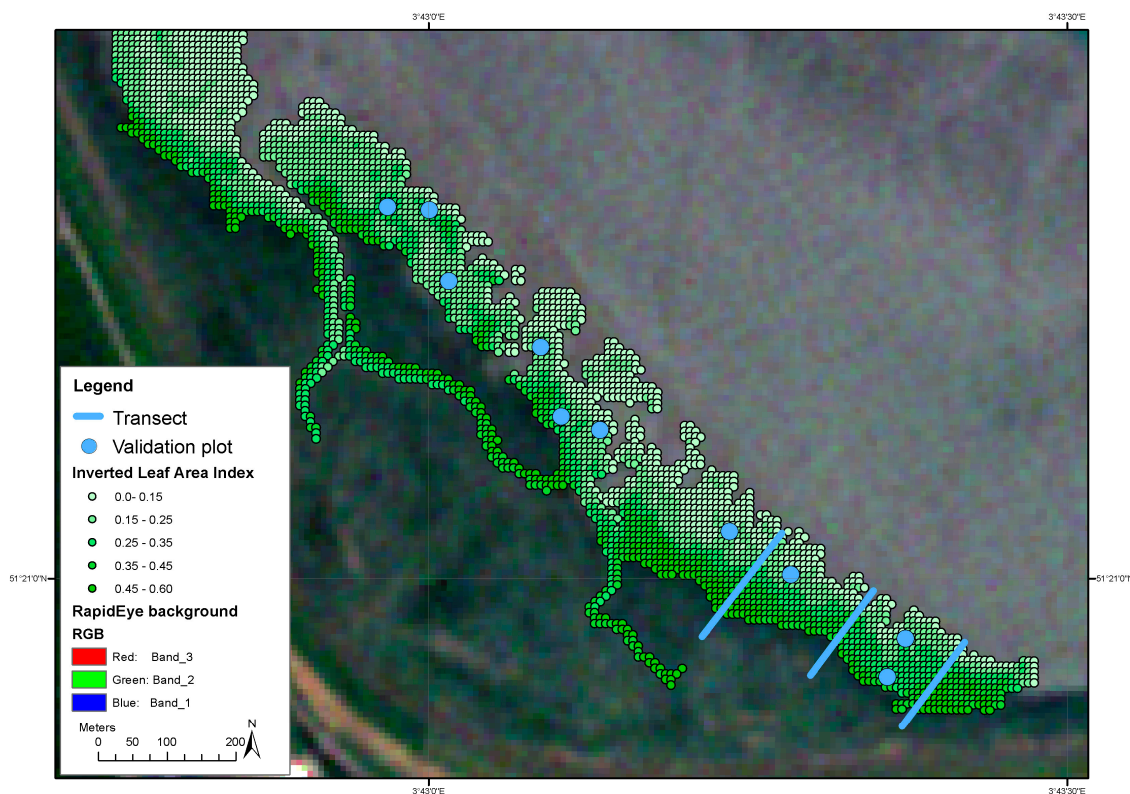 3°43'0"E
3°43'30"E
51°21'0"N
51°21'0"N
Legend
Transect
Validation plot
Inverted Leaf Area Index
0.0- 0.15
0.15 - 0.25
0.25 - 0.35
0.35 - 0.45
0.45 - 0.60
RapidEye background
RGB
Red: Band_3
Green: Band_2
Blue: Band_1
Meters
N
0 50 100 200
3°43'0"E
3°43'30"E